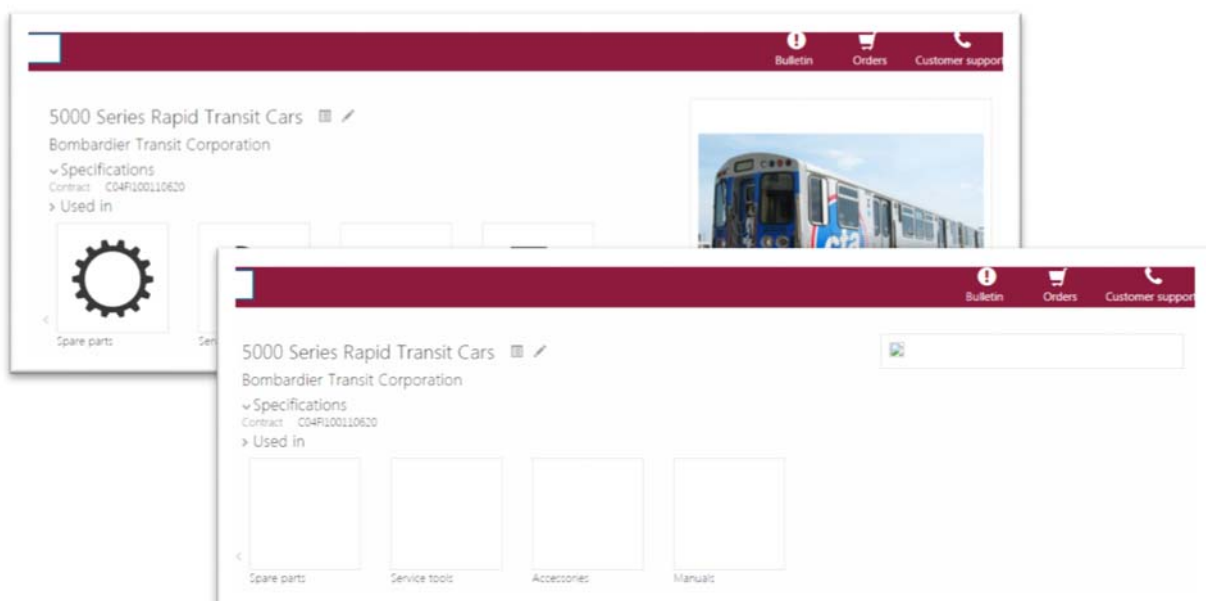 Bulletin Orders Customer support
5000 Series Rapid Transit Cars
Bombardier Transit Corporation
Specifications
Contract C04FI100110620
Used in
cta
Spare parts
Bulletin Orders Customer support
5000 Series Rapid Transit Cars
Bombardier Transit Corporation
Specifications
Contract C04FI100110620
Used in
Spare parts Service tools Accessories Manuals